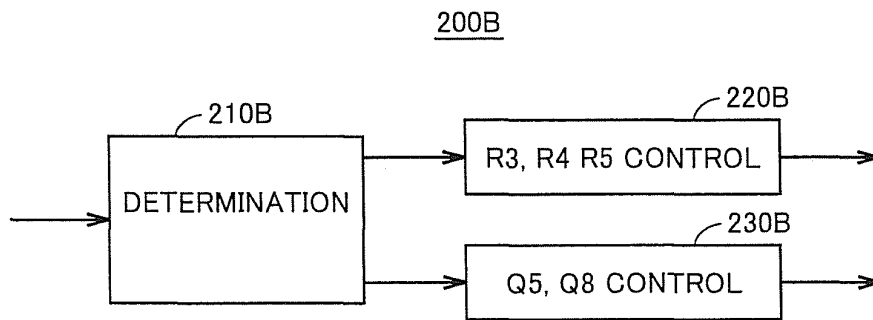 200B
210B
DETERMINATION
220B
R3, R4 R5 CONTROL
230B
Q5, Q8 CONTROL